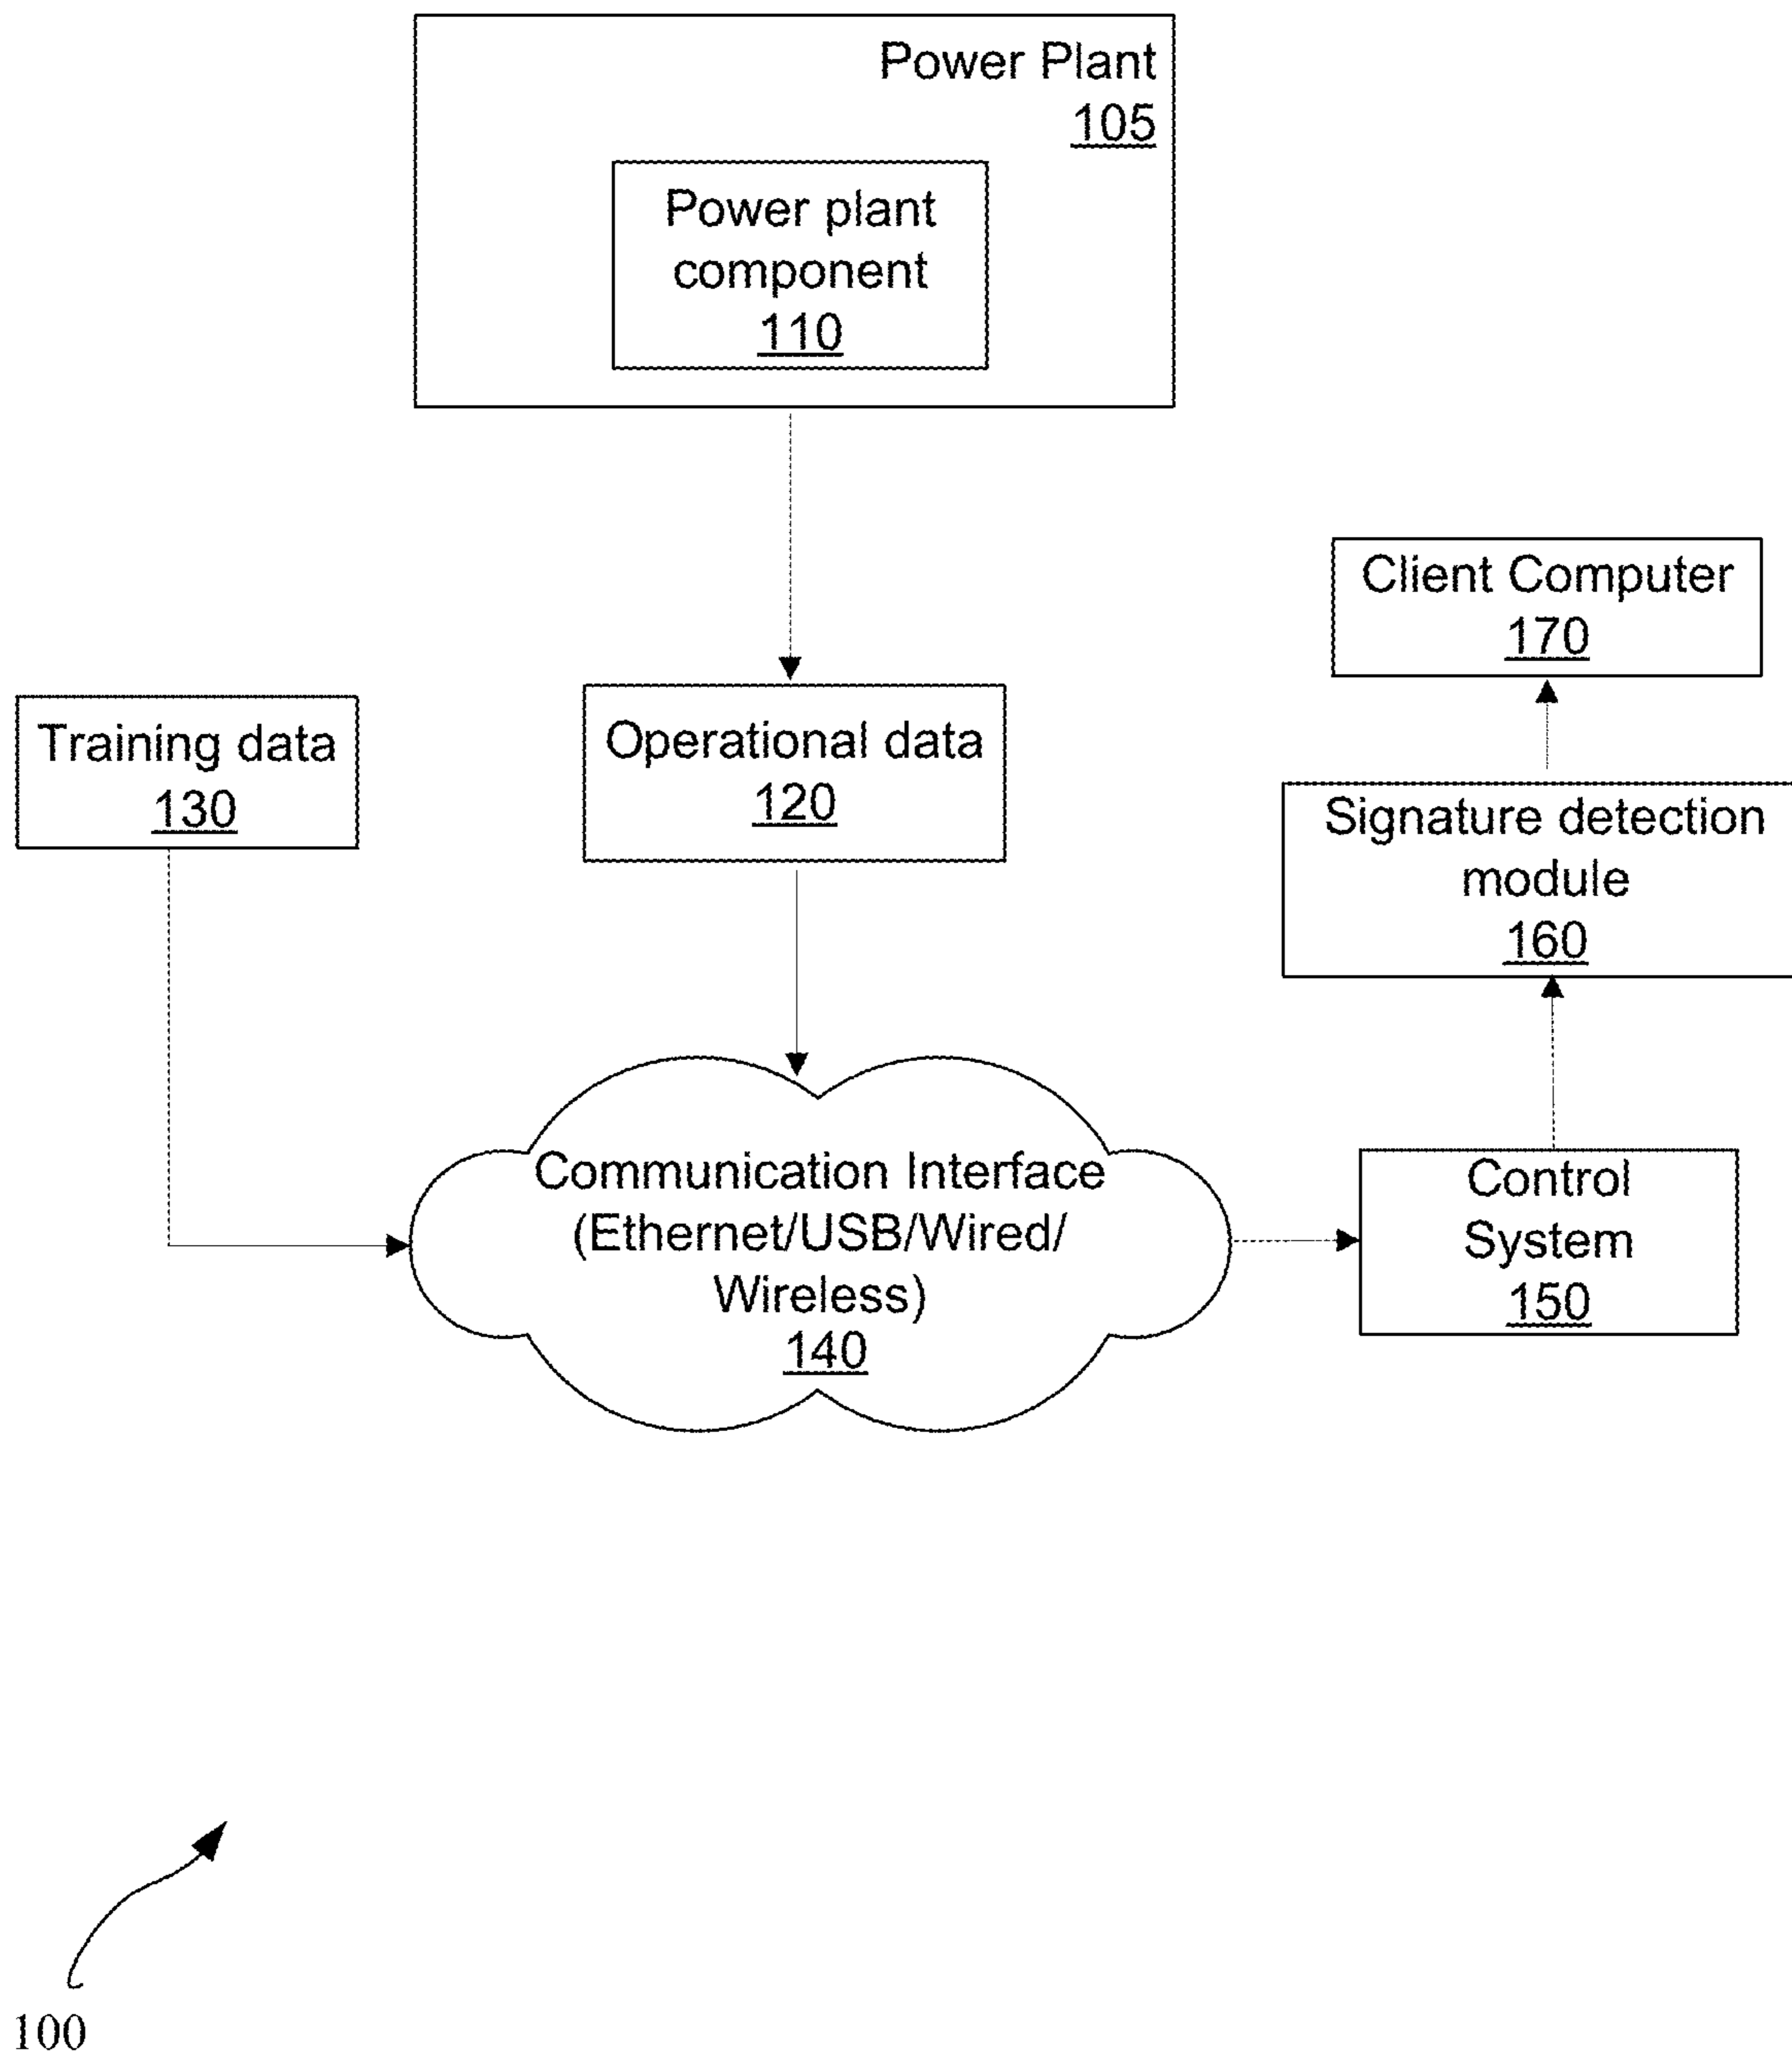 Power Plant
105
Power plant
component
110
Client Computer
170
Training data
130
Operational data
120
Signature detection
module
160
Communication Interface
(Ethernet/USB/Wired/
Wireless)
140
Control
System
150
100